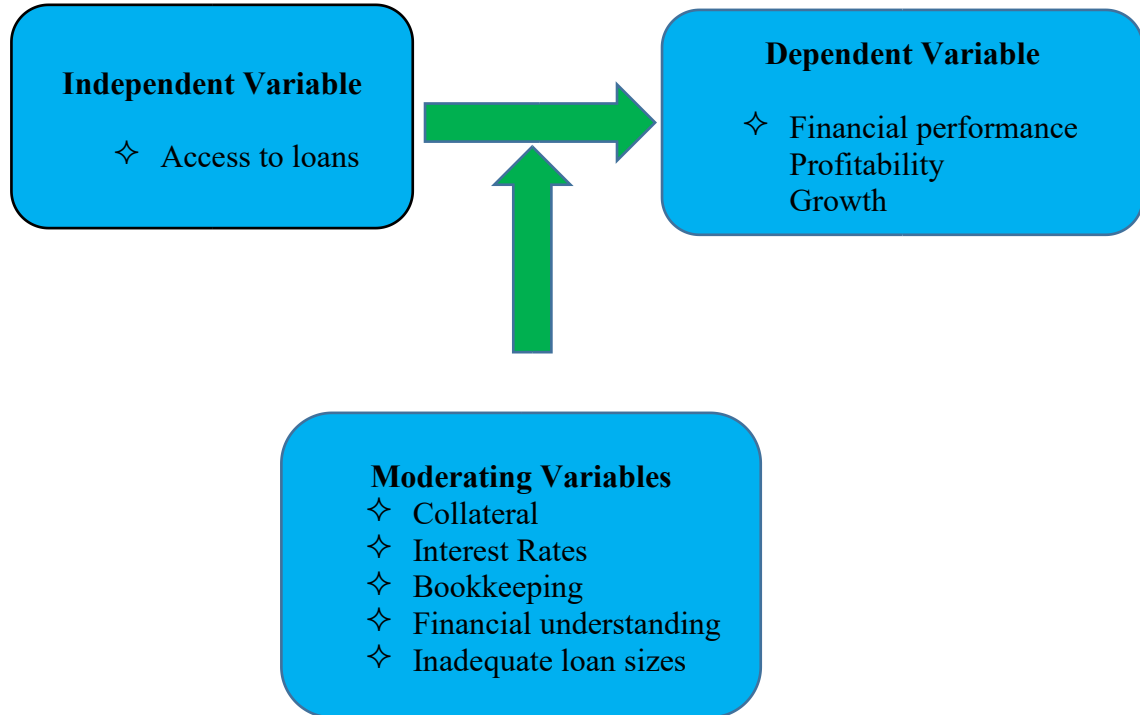 Independent Variable
✧ Access to loans
Dependent Variable
✧ Financial performance
Profitability
Growth
Moderating Variables
✧ Collateral
✧ Interest Rates
✧ Bookkeeping
✧ Financial understanding
✧ Inadequate loan sizes